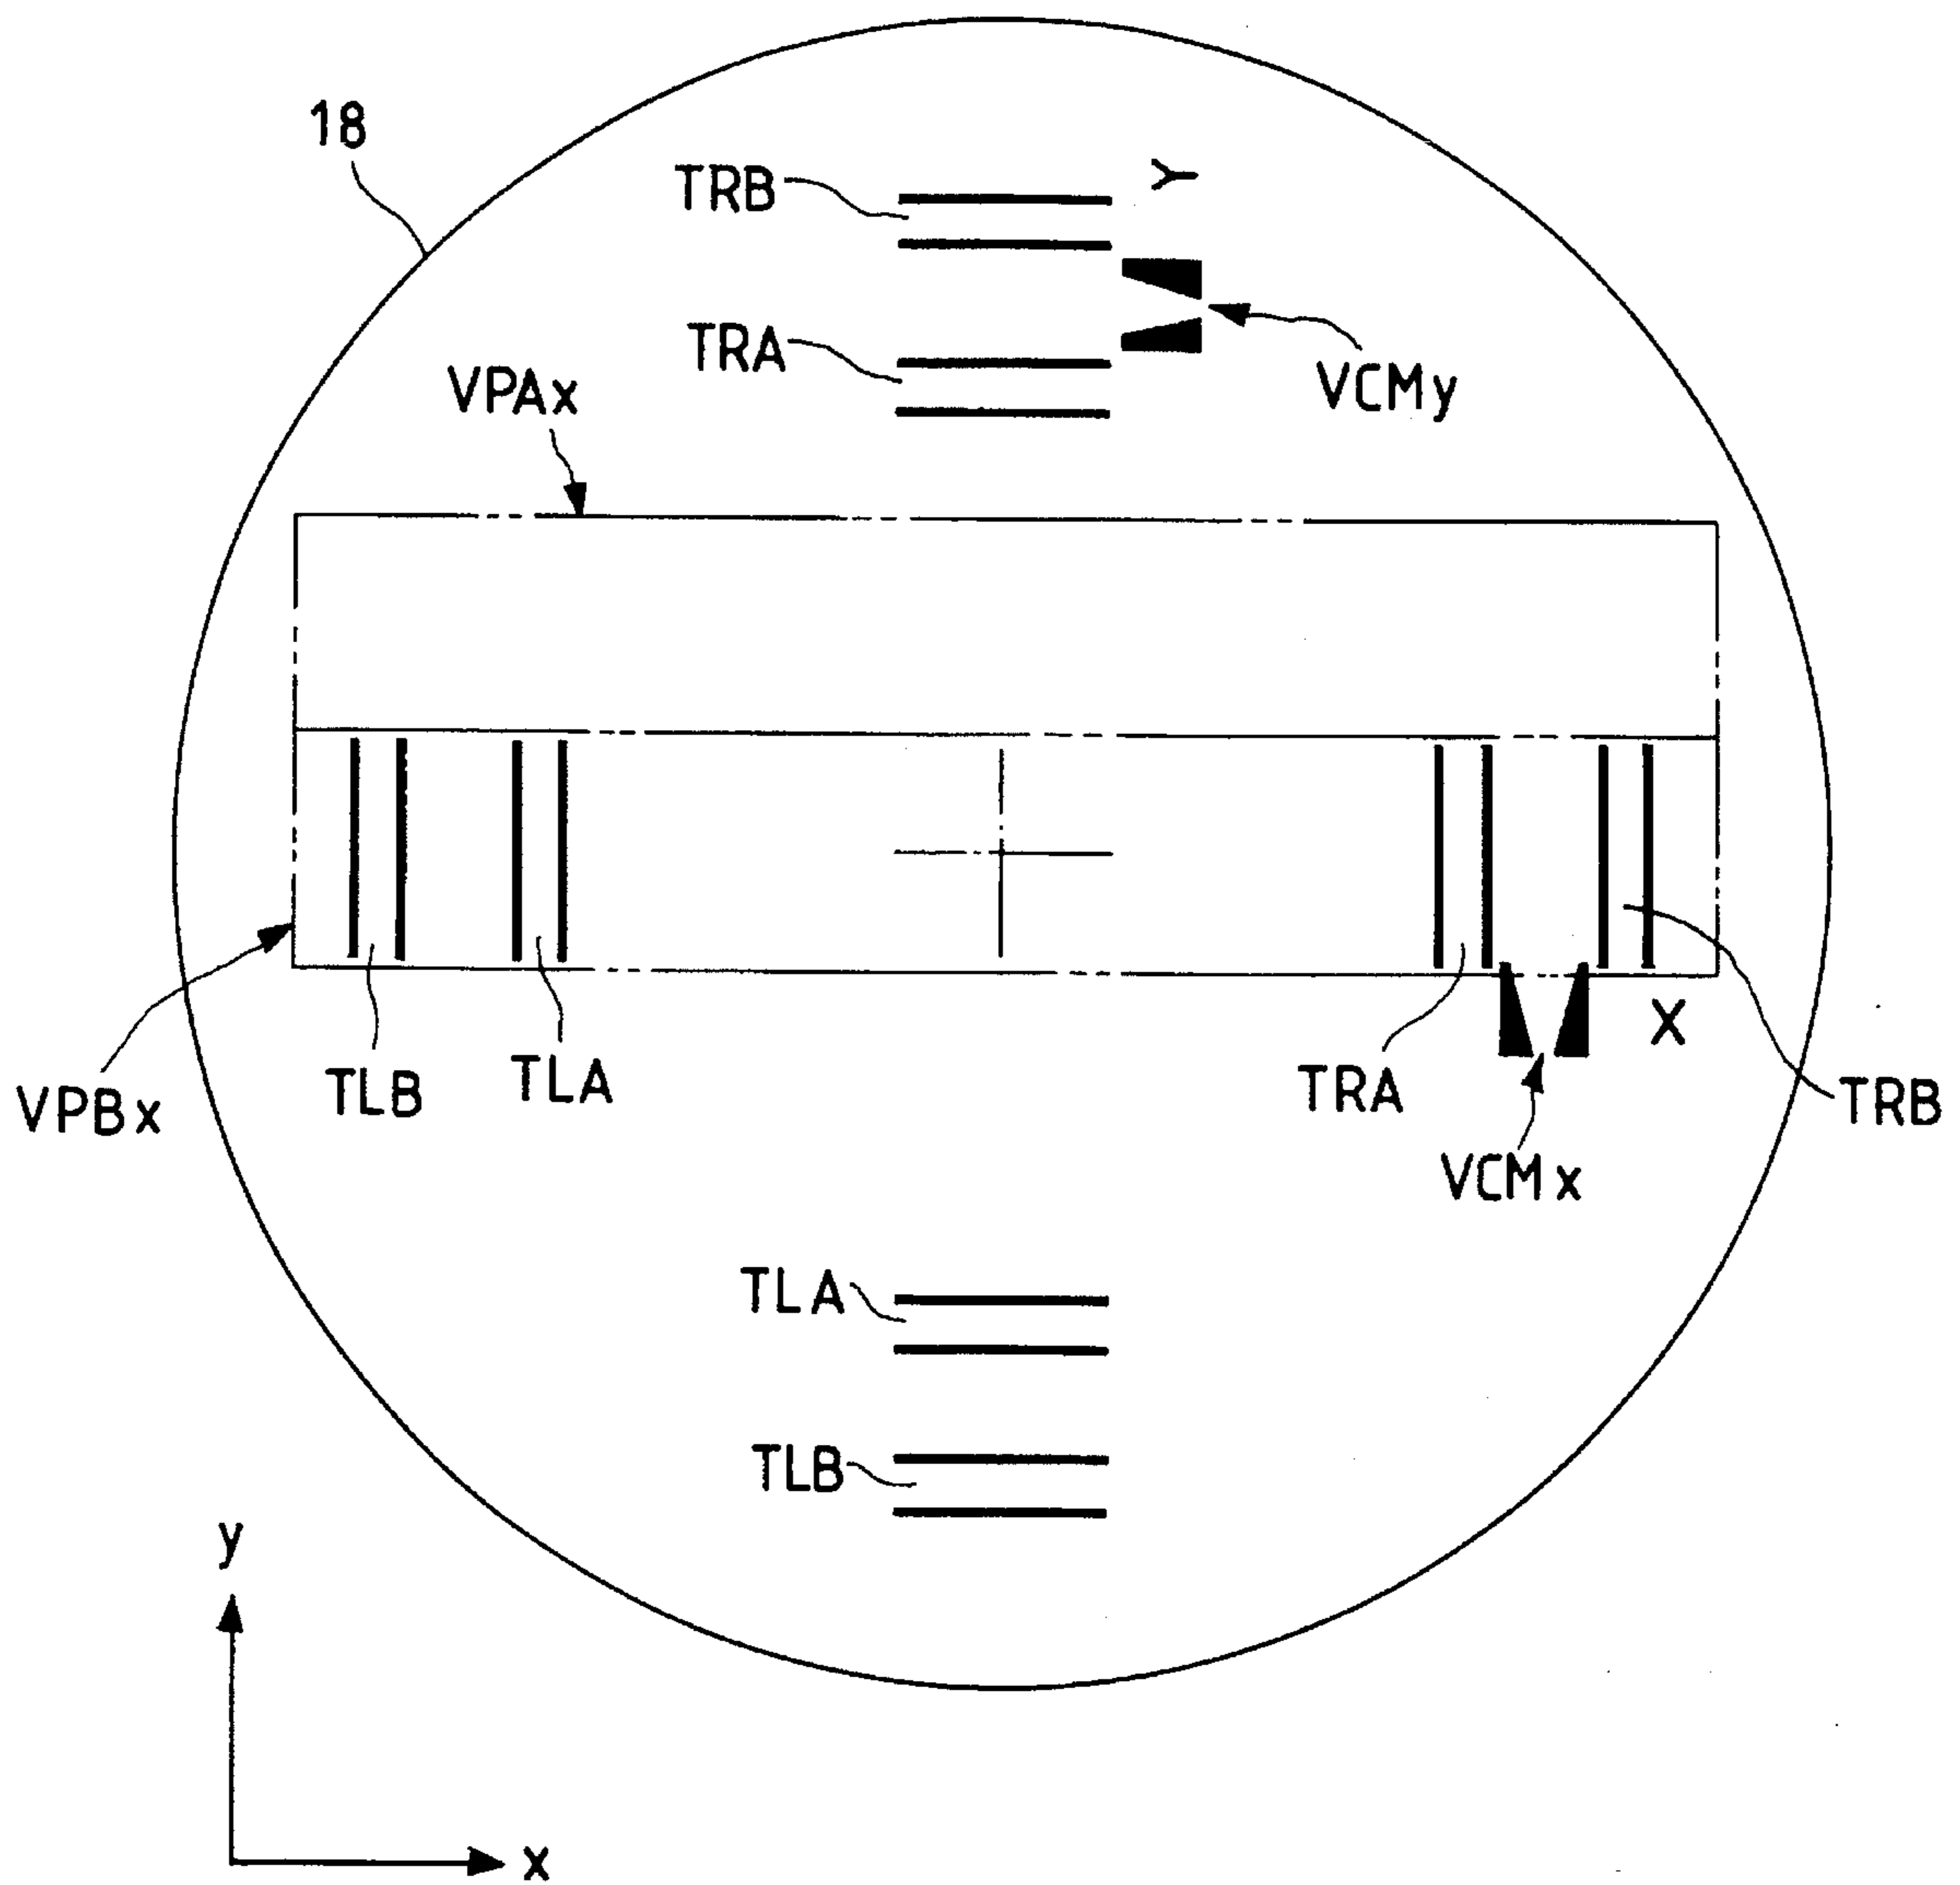 18
TRB
Y
TRA
VPAx
VCMy
X
TLB
TLA
TRA
TRB
VPBx
VCMx
TLA
TLB
y
x